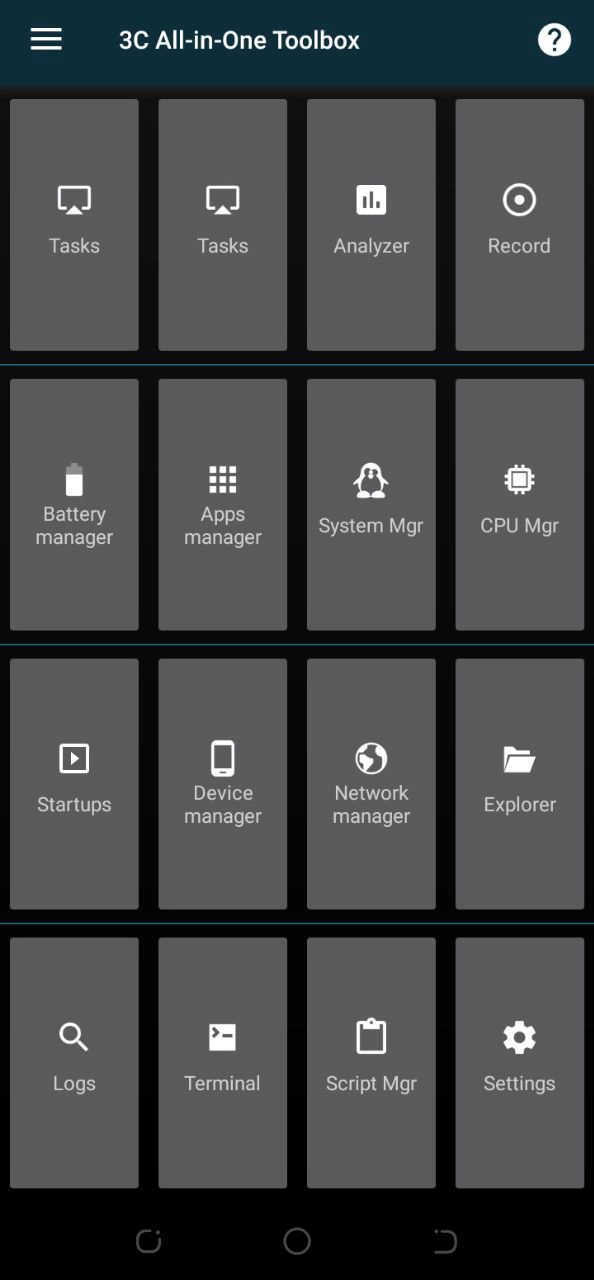 3C All-in-One Toolbox
Tasks
Tasks
Analyzer
Record
Battery
manager
Apps
manager
System Mgr
CPU Mgr
Startups
Device
manager
Network
manager
Explorer
Logs
Terminal
Script Mgr
Settings